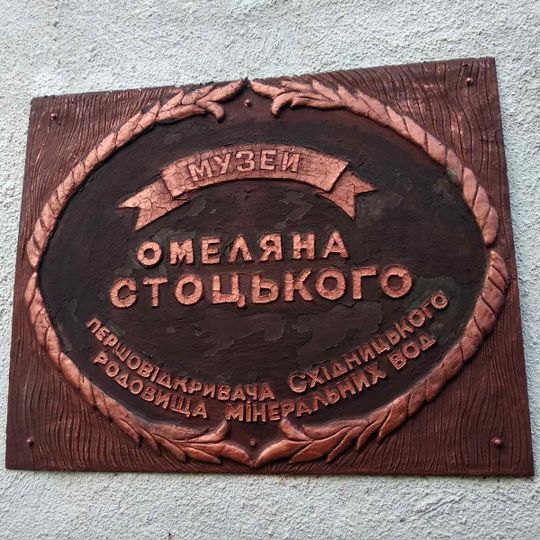 МУЗЕЙ
ОМЕЛЯНА
СТОЦЬКОГО
ПЕРШОВІДКРИВАЧА СХІДНИЦЬКОГО
РОДОВИЩА МІНЕРАЛЬНИХ ВОД